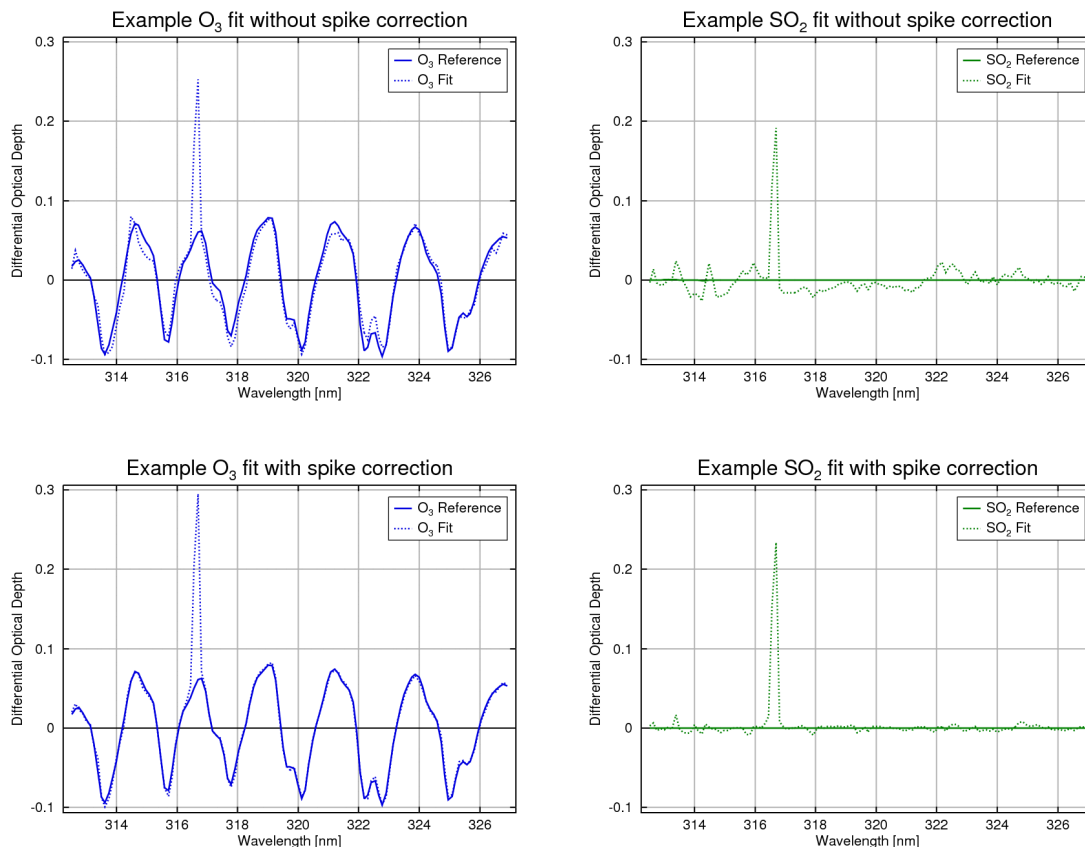 Example O₃ fit without spike correction
0.3
0.2
0.1
0
-0.1
Differential Optical Depth
O₃ Reference
O₃ Fit
314 316 318 320 322 324 326
Wavelength [nm]
Example SO₂ fit without spike correction
0.3
0.2
0.1
0
-0.1
Differential Optical Depth
SO₂ Reference
SO₂ Fit
314 316 318 320 322 324 326
Wavelength [nm]
Example O₃ fit with spike correction
0.3
0.2
0.1
0
-0.1
Differential Optical Depth
O₃ Reference
O₃ Fit
314 316 318 320 322 324 326
Wavelength [nm]
Example SO₂ fit with spike correction
0.3
0.2
0.1
0
-0.1
Differential Optical Depth
SO₂ Reference
SO₂ Fit
314 316 318 320 322 324 326
Wavelength [nm]